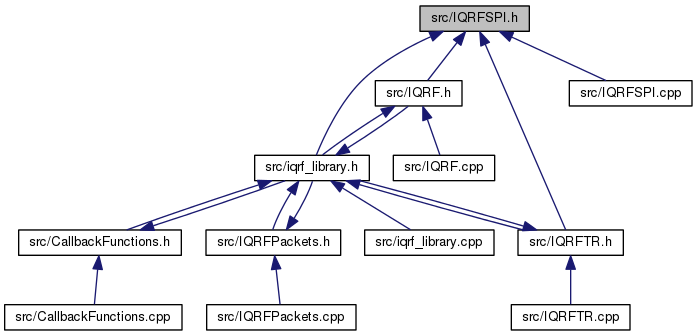 src/IQRFSPI.h
src/IQRF.h
src/IQRFSPI.cpp
src/iqrf_library.h
src/IQRF.cpp
src/CallbackFunctions.h
src/IQRFPackets.h
src/iqrf_library.cpp
src/IQRFTR.h
src/CallbackFunctions.cpp
src/IQRFPackets.cpp
src/IQRFTR.cpp